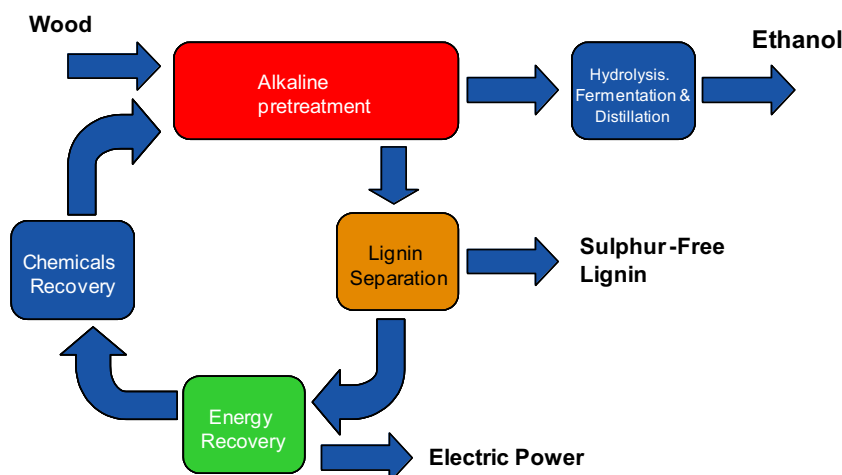 Wood
Alkaline
pretreatment
Hydrolysis.
Fermentation &
Distillation
Ethanol
Chemicals
Recovery
Lignin
Separation
Sulphur-Free
Lignin
Energy
Recovery
Electric Power